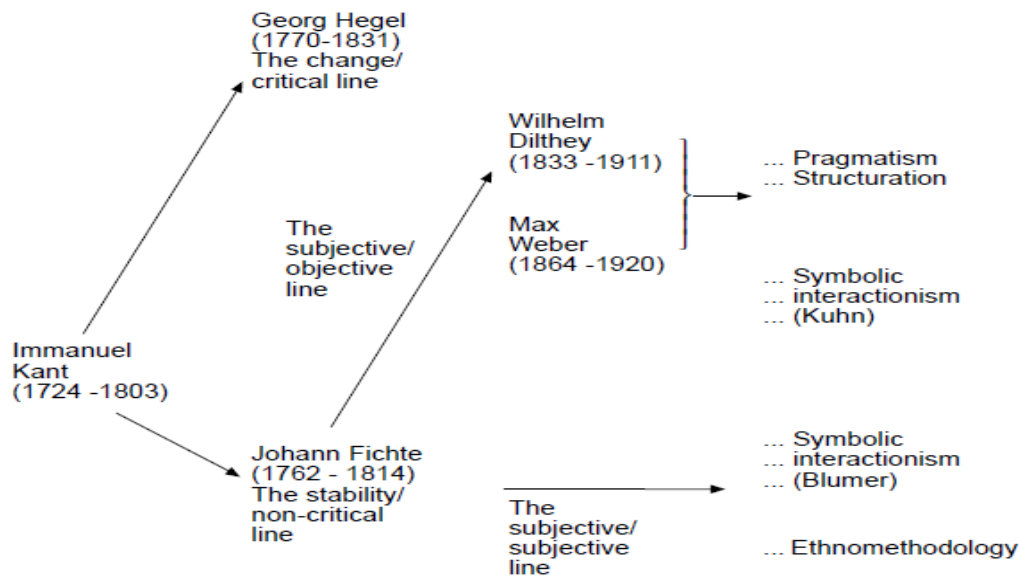 Georg Hegel
(1770-1831)
The change/
critical line
Wilhelm
Dilthey
(1833 -1911)
... Pragmatism
... Structuration
The
subjective/
objective
line
Max
Weber
(1864 -1920)
... Symbolic
... interactionism
... (Kuhn)
Immanuel
Kant
(1724 -1803)
Johann Fichte
(1762 - 1814)
The stability/
non-critical
line
The
subjective/
subjective
line
... Symbolic
... interactionism
... (Blumer)
... Ethnomethodology